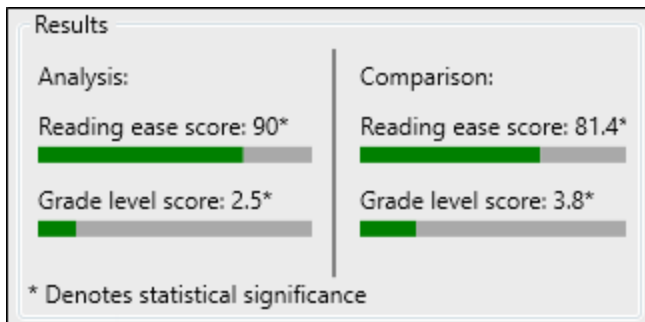 Results
Analysis:
Reading ease score: 90*
Grade level score: 2.5*
Comparison:
Reading ease score: 81.4*
Grade level score: 3.8*
* Denotes statistical significance